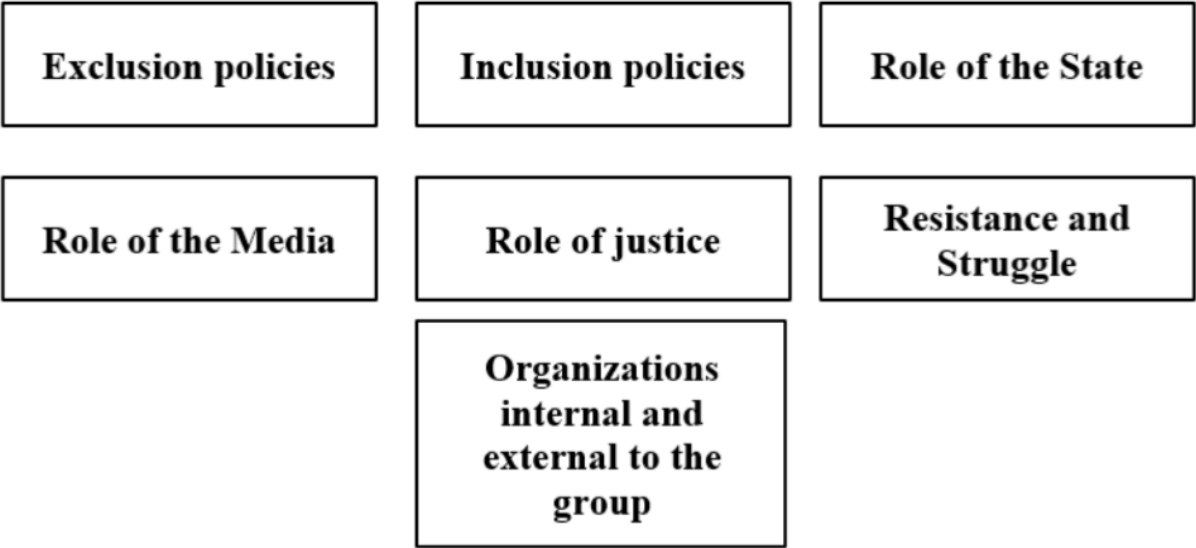 Exclusion policies
Inclusion policies
Role of the State
Role of the Media
Role of justice
Resistance and
Struggle
Organizations
internal and
external to the
group